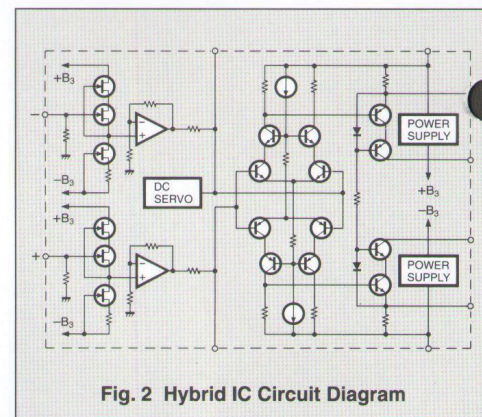 +B3
−
−B3
+B3
+
−B3
− +
− +
DC
SERVO
POWER
SUPPLY
+B3
−B3
POWER
SUPPLY
Fig. 2 Hybrid IC Circuit Diagram